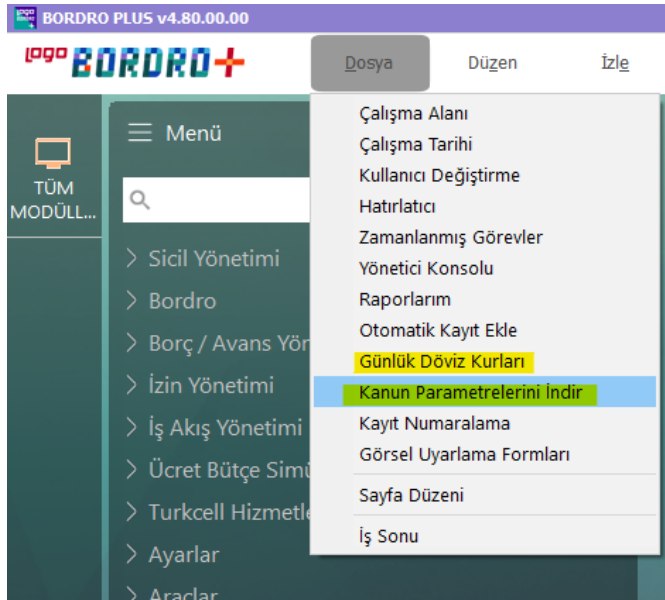 BORDRO PLUS v4.80.00.00
LOGO BORDRO+
Dosya Düzen İzle
Menü
TÜM
MODÜLL...
Sicil Yönetimi
Bordro
Borç / Avans Yön
İzin Yönetimi
İş Akış Yönetimi
Ücret Bütçe Simü
Turkcell Hizmetle
Ayarlar
Araçlar
Çalışma Alanı
Çalışma Tarihi
Kullanıcı Değiştirme
Hatırlatıcı
Zamanlanmış Görevler
Yönetici Konsolu
Raporlarım
Otomatik Kayıt Ekle
Günlük Döviz Kurları
Kanun Parametrelerini İndir
Kayıt Numaralama
Görsel Uyarlama Formları
Sayfa Düzeni
İş Sonu